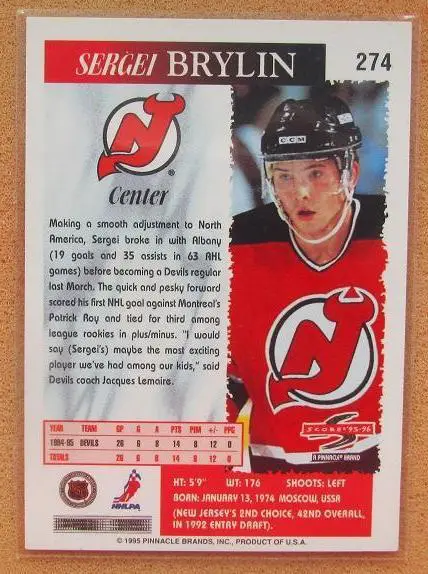 SERGEI BRYLIN 274
CCM
NJ
Center
Making a smooth adjustment to North
America, Sergei broke in with Albany
(19 goals and 35 assists in 63 AHL
games) before becoming a Devils regular
last March. The quick and pesky forward
scored his first NHL goal against Montreal's
Patrick Roy and tied for third among
league rookies in plus/minus. "I would
say (Sergei's) maybe the most exciting
player we've had among our kids," said
Devils coach Jacques Lemaire.
SCORE® '95-'96
A PINNACLE BRAND
YEAR TEAM GP G A PTS PIM +/- PPG
1994-95 DEVILS 26 6 8 14 8 12 0
TOTALS 26 6 8 14 8 12 0
HT: 5'9" WT: 176 SHOOTS: LEFT
BORN: JANUARY 13, 1974 MOSCOW, USSR
(NEW JERSEY'S 2ND CHOICE, 42ND OVERALL,
IN 1992 ENTRY DRAFT).
NHL
NHLPA
© 1995 PINNACLE BRANDS, INC., PRODUCT OF U.S.A.